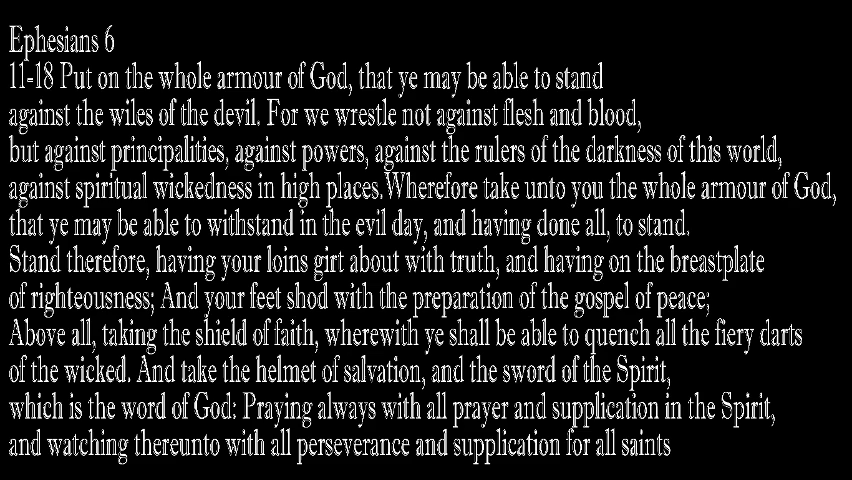 Ephesians 6
11-18 Put on the whole armour of God, that ye may be able to stand
against the wiles of the devil. For we wrestle not against flesh and blood,
but against principalities, against powers, against the rulers of the darkness of this world,
against spiritual wickedness in high places.Wherefore take unto you the whole armour of God,
that ye may be able to withstand in the evil day, and having done all, to stand.
Stand therefore, having your loins girt about with truth, and having on the breastplate
of righteousness; And your feet shod with the preparation of the gospel of peace;
Above all, taking the shield of faith, wherewith ye shall be able to quench all the fiery darts
of the wicked. And take the helmet of salvation, and the sword of the Spirit,
which is the word of God: Praying always with all prayer and supplication in the Spirit,
and watching thereunto with all perseverance and supplication for all saints